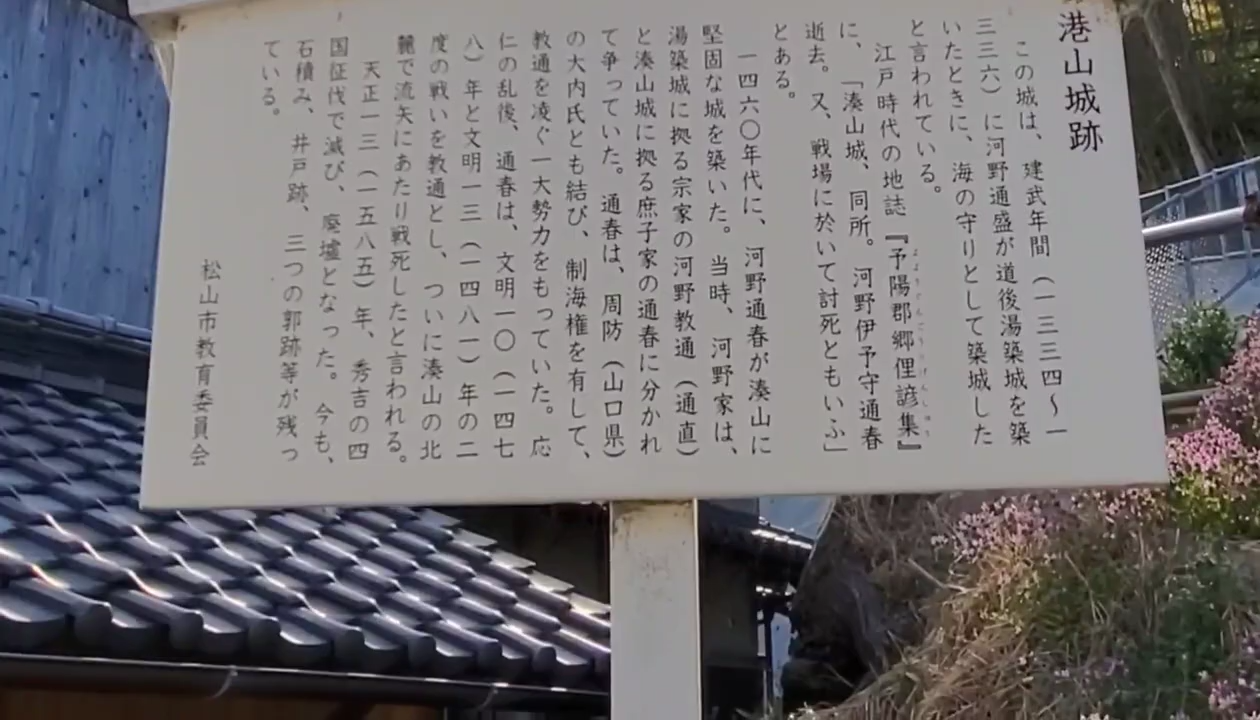 港山城跡
この城は、建武年間（一三三四～一
三三六）に河野通盛が道後湯築城を築
いたときに、海の守りとして築城した
と言われている。
江戸時代の地誌『予陽郡郷俚諺集』
よようぐんごうりげんしゅう
に、「湊山城、同所。河野伊予守通春
逝去。又、戦場に於いて討死ともいふ」
とある。
一四六〇年代に、河野通春が湊山に
堅固な城を築いた。当時、河野家は、
湯築城に拠る宗家の河野教通（通直）
と湊山城に拠る庶子家の通春に分かれ
て争っていた。通春は、周防（山口県）
の大内氏とも結び、制海権を有して、
教通を凌ぐ一大勢力をもっていた。応
仁の乱後、通春は、文明一〇（一四七
八）年と文明一三（一四八一）年の二
度の戦いを教通とし、ついに湊山の北
麓で流矢にあたり戦死したと言われる。
天正一三（一五八五）年、秀吉の四
国征伐で滅び、廃墟となった。今も、
石積み、井戸跡、三つの郭跡等が残っ
ている。
松山市教育委員会